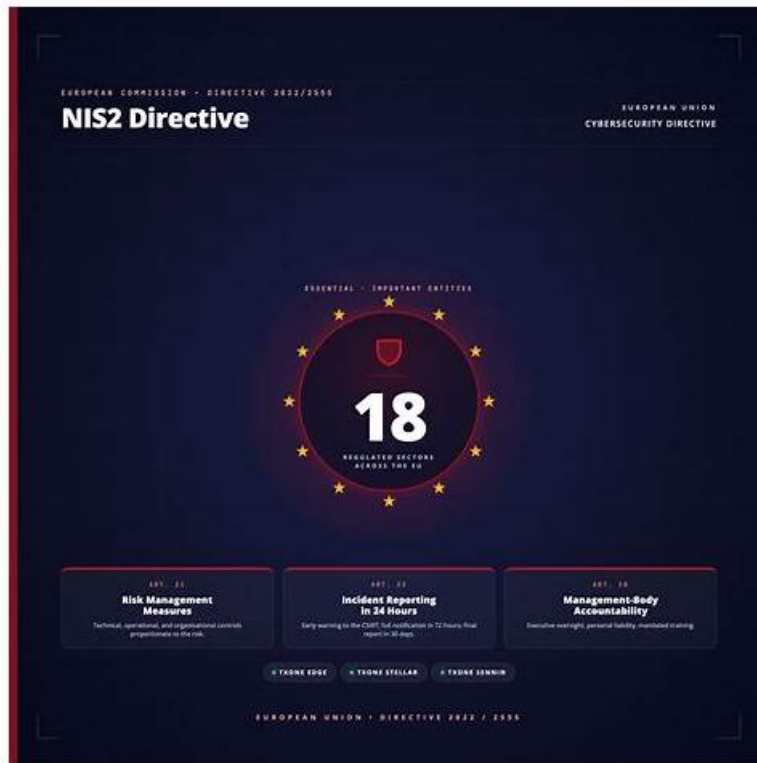 EUROPEAN COMMISSION • DIRECTIVE 2022/2555
NIS2 Directive
EUROPEAN UNION
CYBERSECURITY DIRECTIVE
ESSENTIAL · IMPORTANT ENTITIES
18
REGULATED SECTORS
ACROSS THE EU
ART. 21
Risk Management
Measures
Technical, operational, and organisational controls
proportionate to the risk.
ART. 23
Incident Reporting
in 24 Hours
Early warning to the CSIRT, full notification in 72 hours, final
report in 30 days.
ART. 20
Management-Body
Accountability
Executive oversight, personal liability, mandated training.
TXONE EDGE
TXONE STELLAR
TXONE SENNIN
EUROPEAN UNION • DIRECTIVE 2022 / 2555